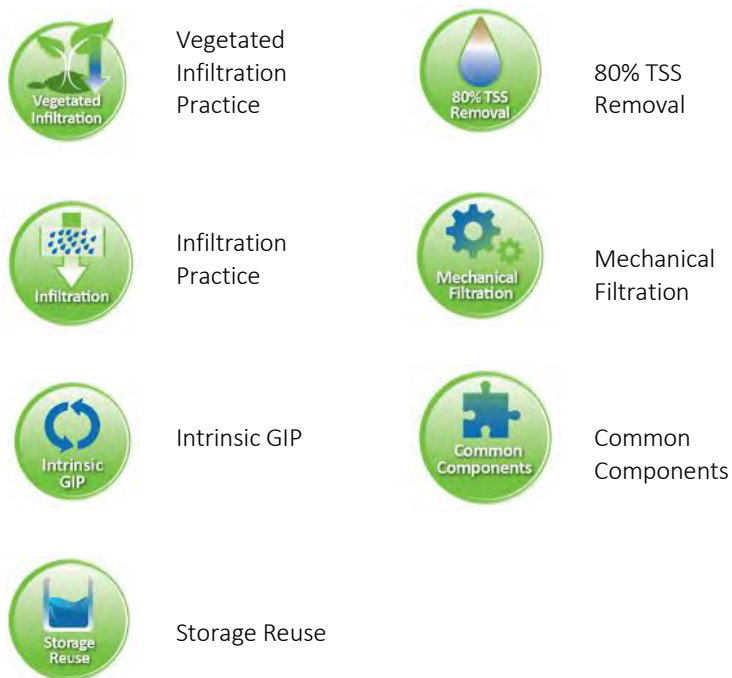 Vegetated
Infiltration
Vegetated
Infiltration
Practice
80% TSS
Removal
80% TSS
Removal
Infiltration
Infiltration
Practice
Mechanical
Filtration
Mechanical
Filtration
Intrinsic
GIP
Intrinsic GIP
Common
Components
Common
Components
Storage
Reuse
Storage Reuse